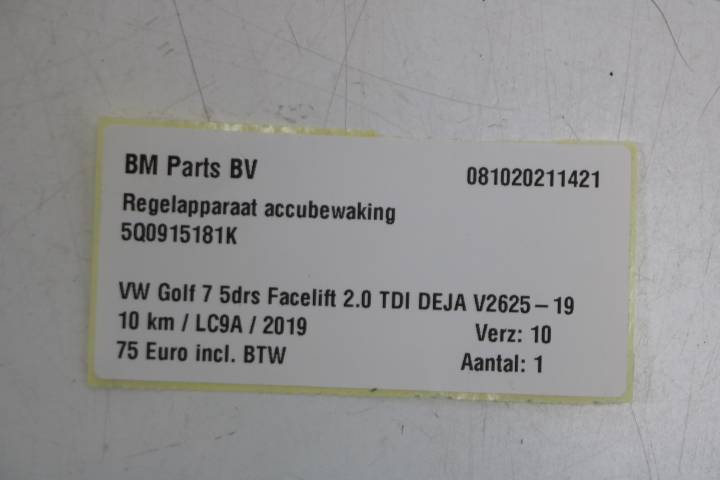 BM Parts BV 081020211421
Regelapparaat accubewaking
5Q0915181K
VW Golf 7 5drs Facelift 2.0 TDI DEJA V2625-19
10 km / LC9A / 2019 Verz: 10
75 Euro incl. BTW Aantal: 1